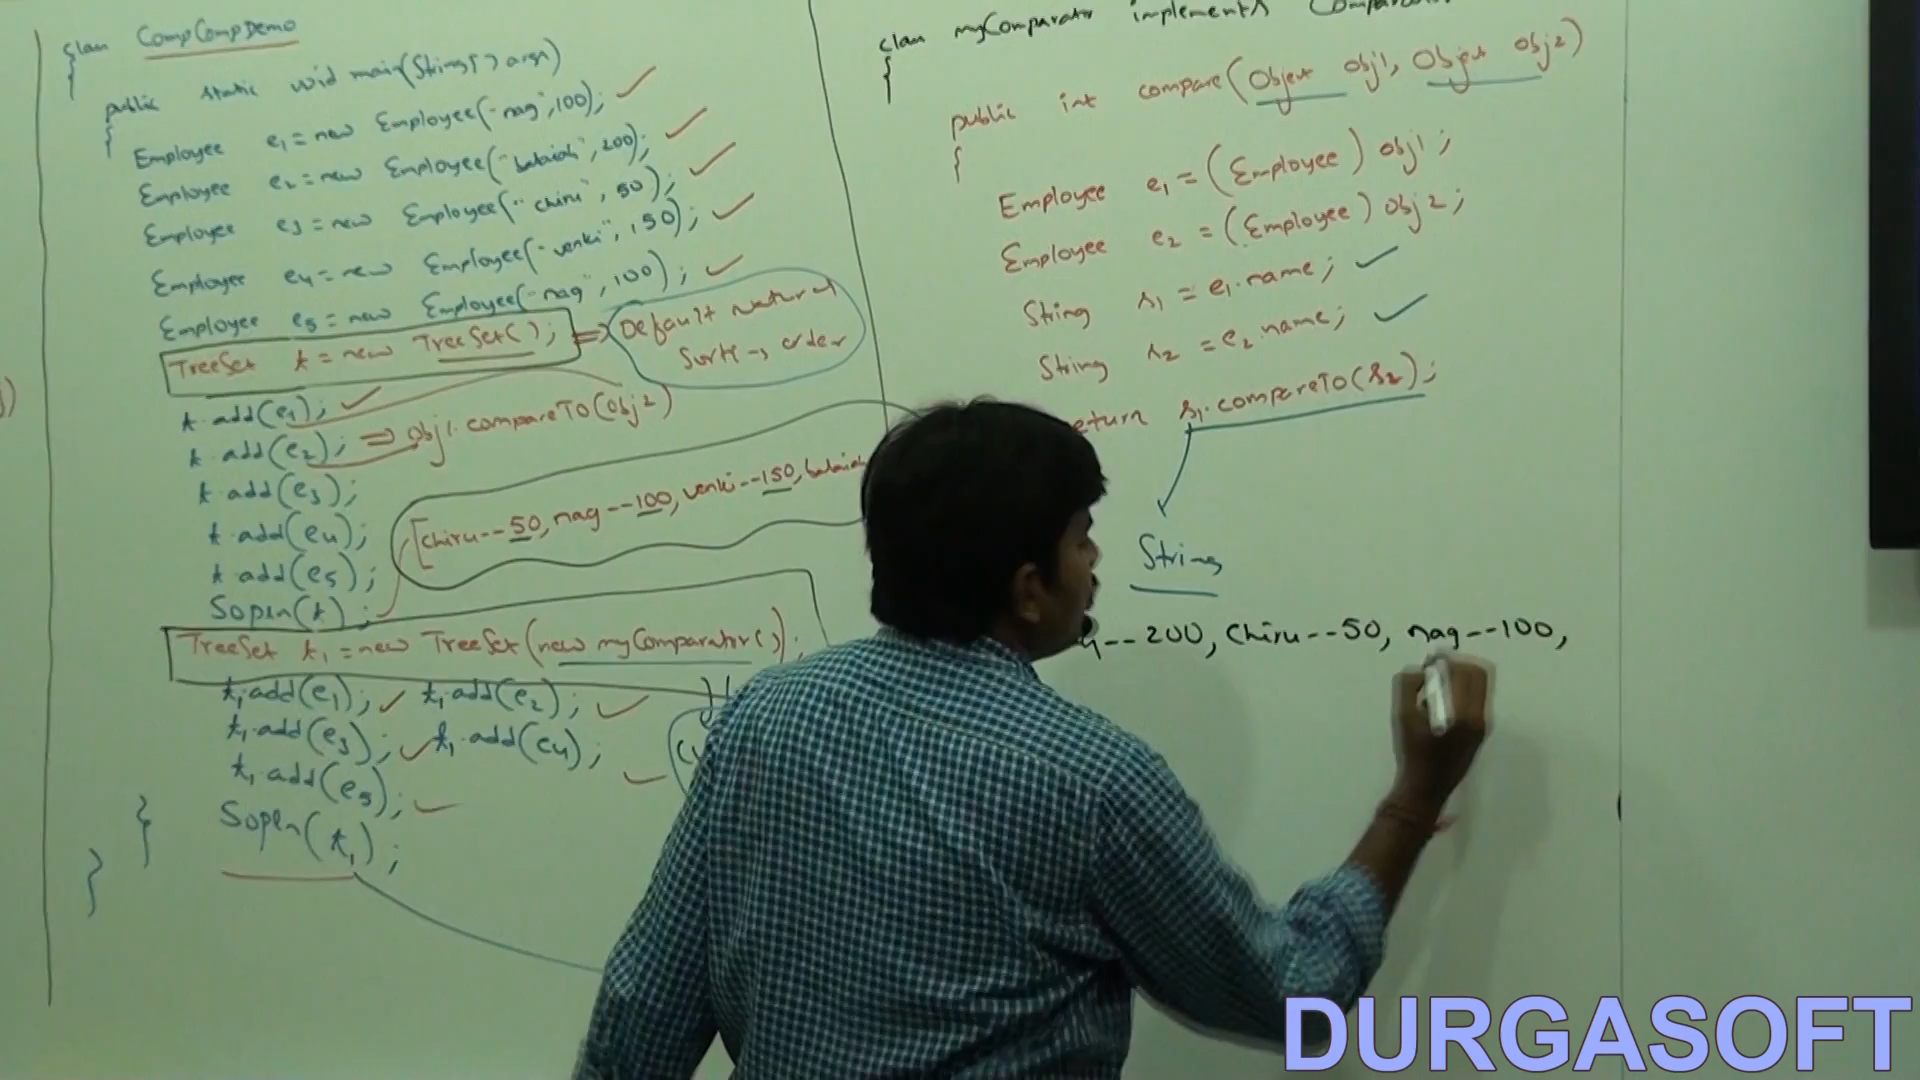 class CompCompDemo
{
public static void main(String[] args)
{
Employee e1 = new Employee("nag",100);
Employee e2 = new Employee("balaiah",200);
Employee e3 = new Employee("chiru",50);
Employee e4 = new Employee("venki",150);
Employee e5 = new Employee("nag",100);
TreeSet t = new TreeSet(); => Default natural
sorting order
t.add(e1);
t.add(e2); => obj1.compareTo(obj2)
t.add(e3);
t.add(e4);
t.add(e5);
Sopln(t);
[chiru--50, nag--100, venki--150, balaiah
TreeSet t1 = new TreeSet(new myComparator());
t1.add(e1); t1.add(e2);
t1.add(e3); t1.add(e4);
t1.add(e5);
Sopln(t1);
}
}
class myComparator implements
{
public int compare(Object obj1, Object obj2)
{
Employee e1 = (Employee) obj1;
Employee e2 = (Employee) obj2;
String s1 = e1.name;
String s2 = e2.name;
eturn s1.compareTo(s2);
String
--200, Chiru--50, nag--100,
DURGASOFT